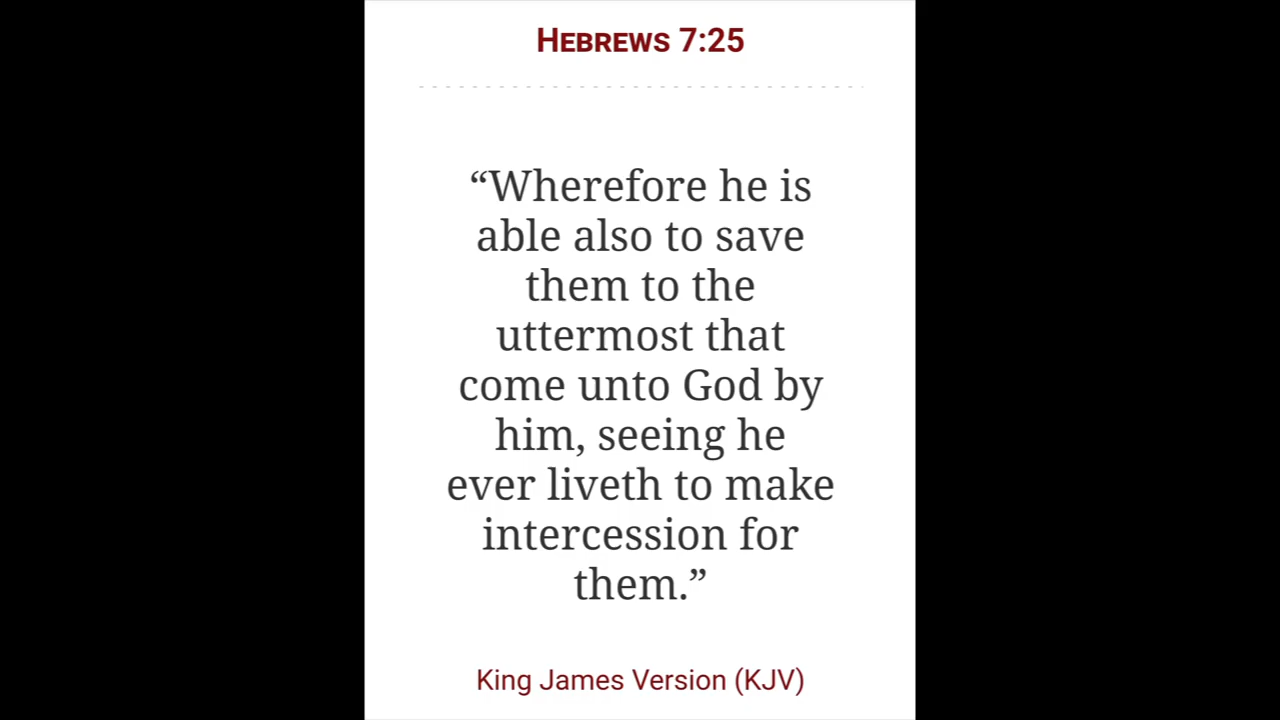 Hebrews 7:25
“Wherefore he is
able also to save
them to the
uttermost that
come unto God by
him, seeing he
ever liveth to make
intercession for
them.”
King James Version (KJV)